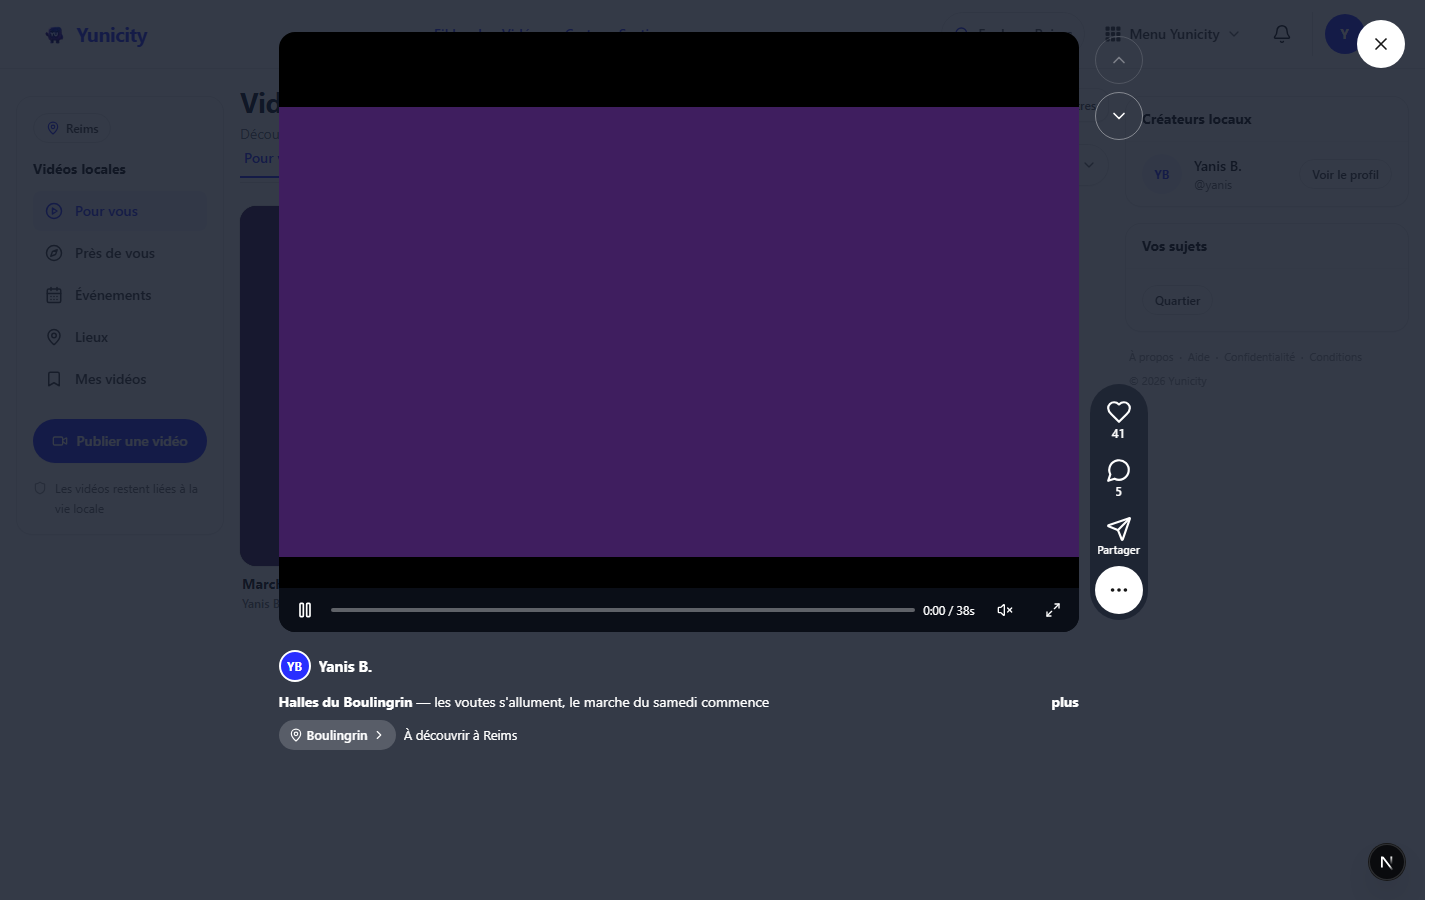 Yunicity
Menu Yunicity
Y
Reims
Vidéos locales
Pour vous
Près de vous
Événements
Lieux
Mes vidéos
Publier une vidéo
Les vidéos restent liées à la
vie locale
Pour
Yanis B
Créateurs locaux
YB
Yanis B.
@yanis
Voir le profil
Vos sujets
Quartier
À propos · Aide · Confidentialité · Conditions
© 2026 Yunicity
41
5
Partager
0:00 / 38s
YB
Yanis B.
Halles du Boulingrin — les voutes s'allument, le marche du samedi commence
plus
Boulingrin
À découvrir à Reims
N